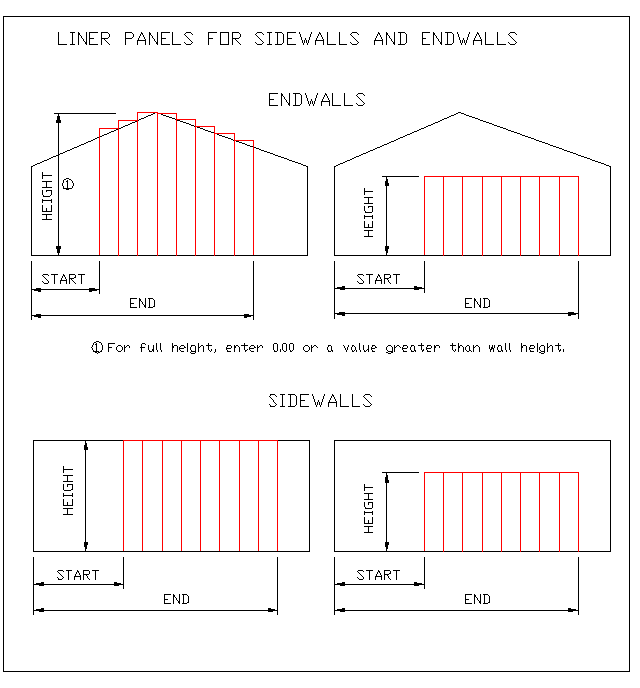 LINER PANELS FOR SIDEWALLS AND ENDWALLS
ENDWALLS
HEIGHT
①
HEIGHT
START
END
START
END
① For full height, enter 0.00 or a value greater than wall height.
SIDEWALLS
HEIGHT
HEIGHT
START
END
START
END